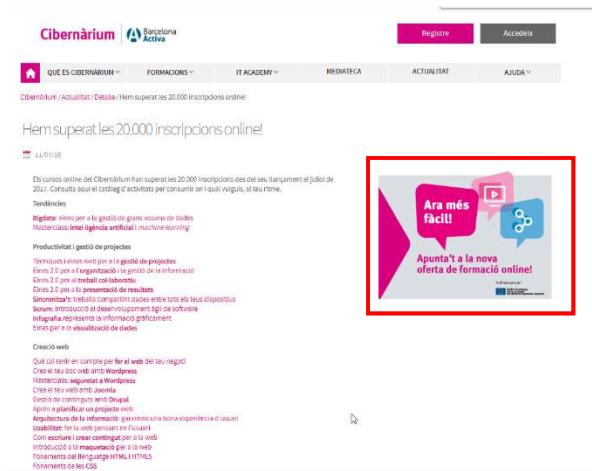 Cibernàrium
Barcelona
Activa
Registre
Accedeix
QUÈ ÉS CIBERNÀRIUM
FORMACIONS
IT ACADEMY
MEDIATECA
ACTUALITAT
AJUDA
Cibernàrium / Actualitat / Detalle / Hem superat les 20.000 inscripcions online!
Hem superat les 20.000 inscripcions online!
11/07/18
Els cursos online del Cibernàrium han superat les 20.000 inscripcions des del seu llançament el juliol de
2017. Consulta aquí el catàleg d'activitats per consumir on i quan vulguis, al teu ritme.
Tendències
Bigdata: eines per a la gestió de grans volums de dades
Masterclass: intel·ligència artificial i machine learning
Productivitat i gestió de projectes
Tècniques i eines web per a la gestió de projectes
Eines 2.0 per a l'organització i la gestió de la informació
Eines 2.0 per al treball col·laboratiu
Eines 2.0 per a la presentació de resultats
Sincronitza't: treballa compartint dades entre tots els teus dispositius
Scrum: introducció al desenvolupament àgil de software
Infografia: representa la informació gràficament
Eines per a la visualització de dades
Creació web
Què cal tenir en compte per fer el web del teu negoci
Crea el teu lloc web amb Wordpress
Masterclass: seguretat a Wordpress
Crea el teu web amb Joomla
Gestió de continguts amb Drupal
Aprèn a planificar un projecte web
Arquitectura de la informació: garanteix una bona experiència d'usuari
Usabilitat: fer la web pensant en l'usuari
Com escriure i crear contingut per a la web
Introducció a la maquetació per a la web
Fonaments del llenguatge HTML i HTML5
Fonaments de les CSS
Ara més
fàcil!
Apunta't a la nova
oferta de formació online!